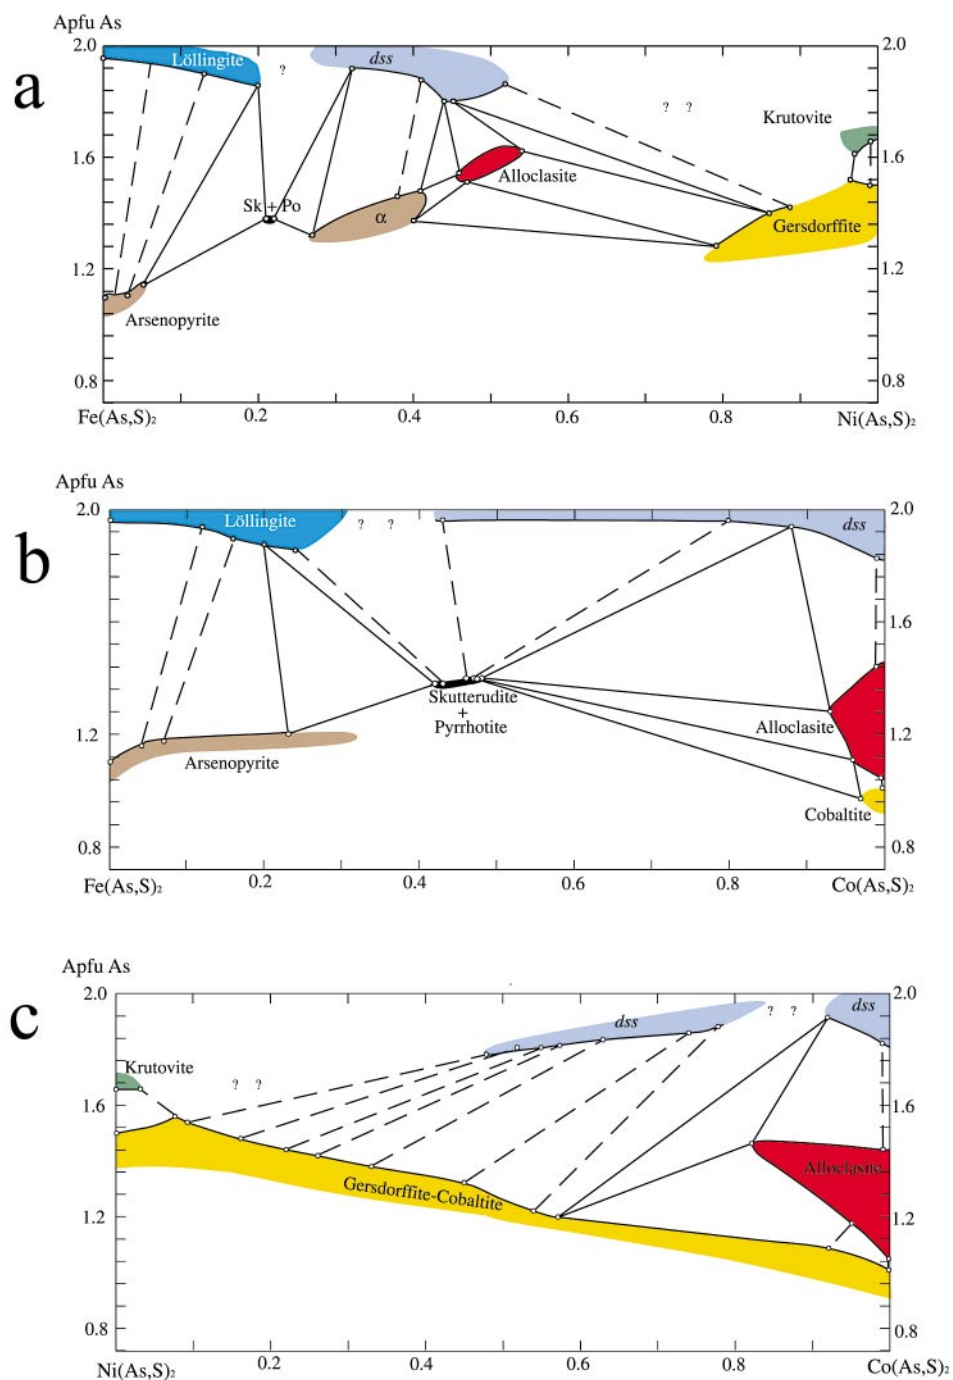 a
Apfu As
2.0
2.0
Löllingite
?
dss
? ?
Krutovite
1.6
1.6
Alloclasite
Sk + Po
α
Gersdorffite
1.2
1.2
Arsenopyrite
0.8
0.8
Fe(As,S)₂
0.2
0.4
0.6
0.8
Ni(As,S)₂
b
Apfu As
2.0
2.0
Löllingite
? ?
dss
1.6
1.6
Skutterudite
+
Pyrrhotite
Alloclasite
1.2
1.2
Arsenopyrite
Cobaltite
0.8
0.8
Fe(As,S)₂
0.2
0.4
0.6
0.8
Co(As,S)₂
c
Apfu As
2.0
2.0
dss
? ?
dss
Krutovite
? ?
1.6
1.6
Alloclasite
Gersdorffite-Cobaltite
1.2
1.2
0.8
0.8
Ni(As,S)₂
0.2
0.4
0.6
0.8
Co(As,S)₂